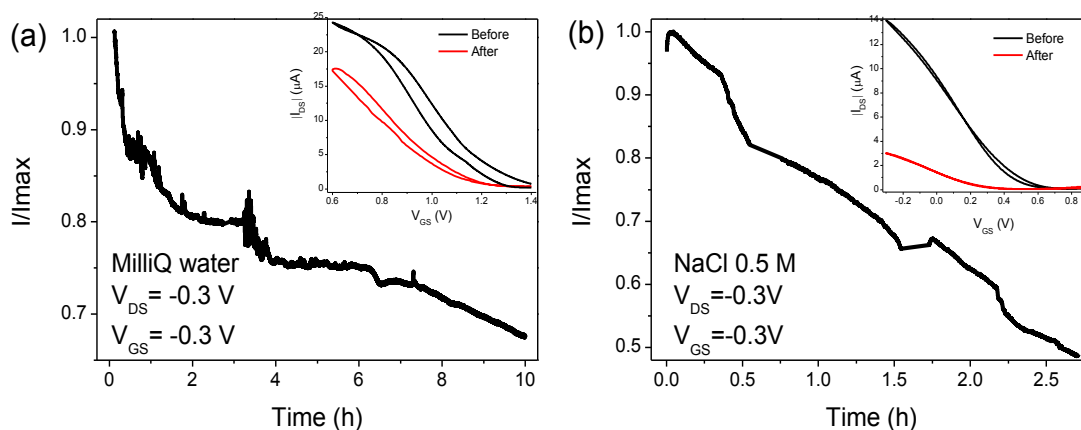 (a)
I/Imax
1.0
0.9
0.8
0.7
0
2
4
6
8
10
Time (h)
MilliQ water
V_DS= -0.3 V
V_GS= -0.3 V
|I_DS| (µA)
25
20
15
10
5
0
0.6
0.8
1.0
1.2
1.4
V_GS (V)
Before
After
(b)
I/Imax
1.0
0.9
0.8
0.7
0.6
0.5
0.0
0.5
1.0
1.5
2.0
2.5
Time (h)
NaCl 0.5 M
V_DS=-0.3V
V_GS=-0.3V
|I_DS| (µA)
14
12
10
8
6
4
2
0
-0.2
0.0
0.2
0.4
0.6
0.8
V_GS (V)
Before
After